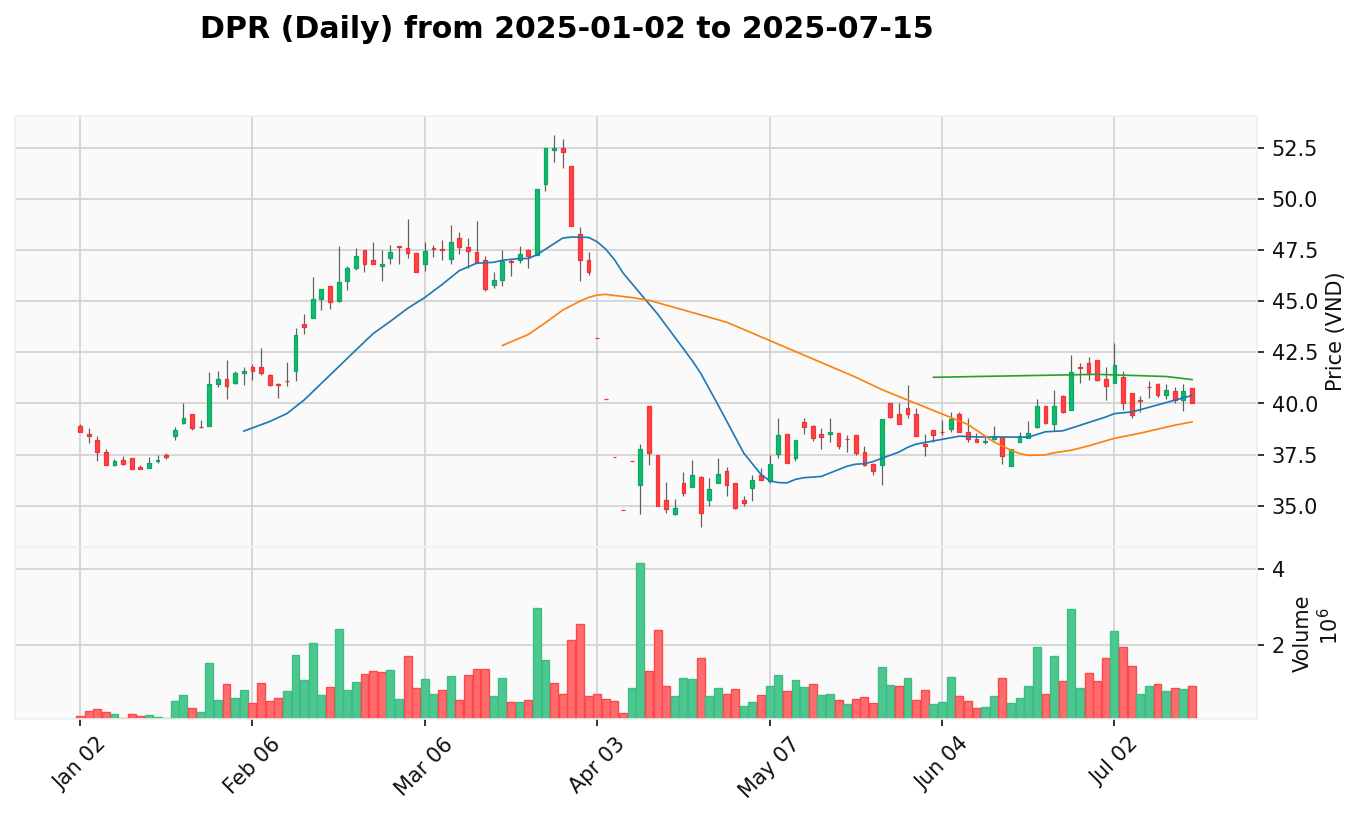 DPR (Daily) from 2025-01-02 to 2025-07-15
52.5
50.0
47.5
45.0
42.5
40.0
37.5
35.0
Price (VND)
4
2
Volume
10⁶
Jan 02
Feb 06
Mar 06
Apr 03
May 07
Jun 04
Jul 02